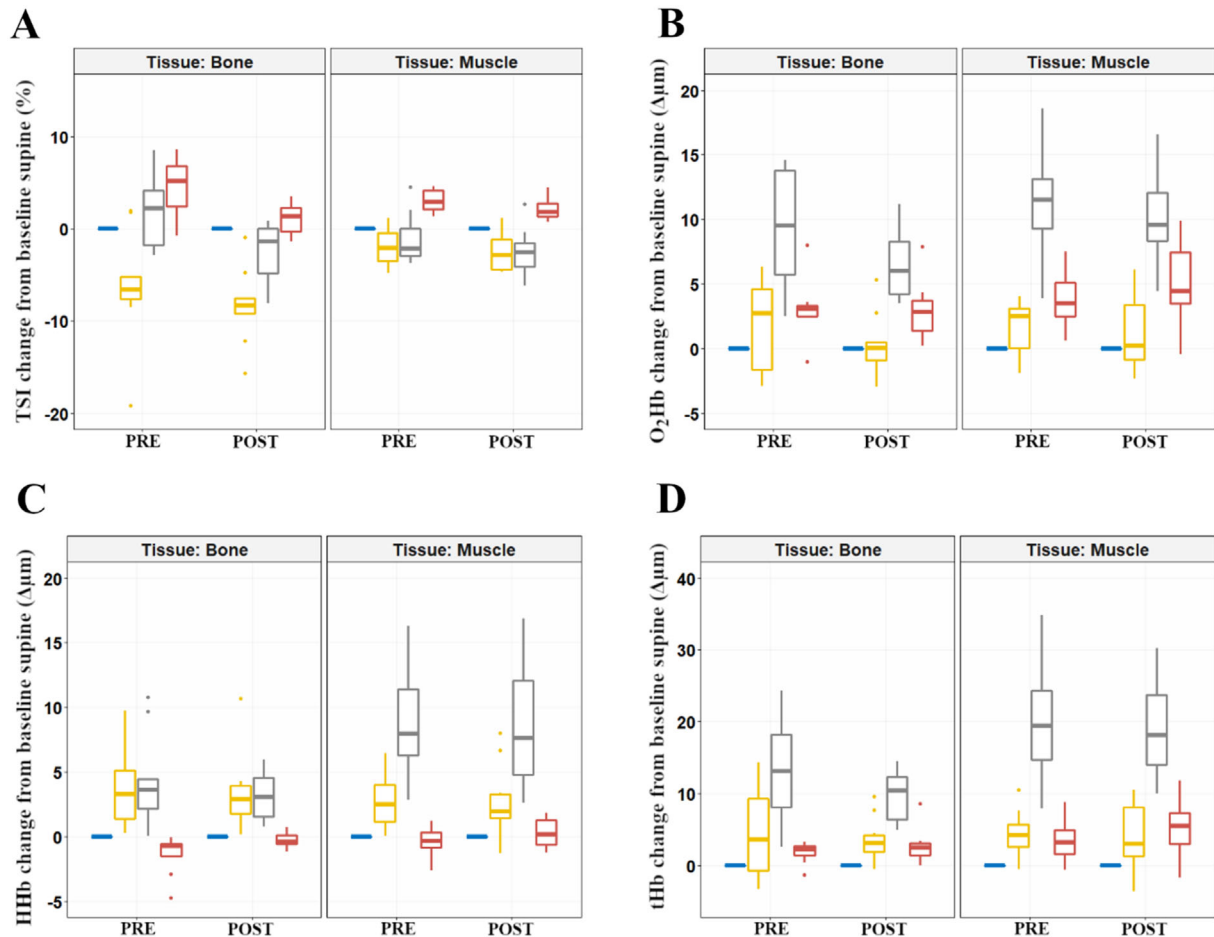 A
TSI change from baseline supine (%)
Tissue: Bone
Tissue: Muscle
10
0
-10
-20
PRE
POST
PRE
POST
B
O₂Hb change from baseline supine (Δμm)
Tissue: Bone
Tissue: Muscle
20
15
10
5
0
-5
PRE
POST
PRE
POST
C
HHb change from baseline supine (Δμm)
Tissue: Bone
Tissue: Muscle
20
15
10
5
0
-5
PRE
POST
PRE
POST
D
tHb change from baseline supine (Δμm)
Tissue: Bone
Tissue: Muscle
40
30
20
10
0
PRE
POST
PRE
POST